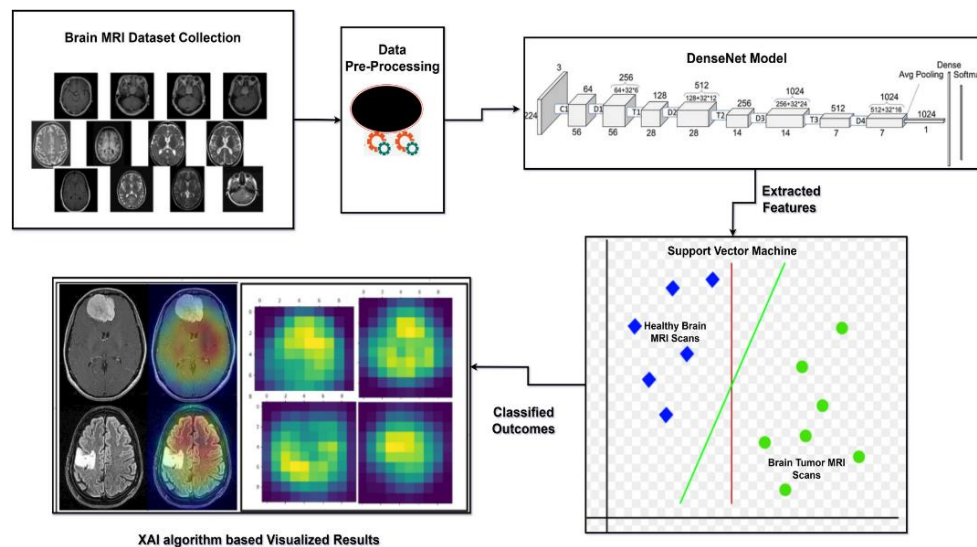 Brain MRI Dataset Collection
Data
Pre-Processing
DenseNet Model
Dense
Softma
Avg Pooling
3
224
C1
64
56
D1
256
64+32*6
56
T1
128
28
D2
512
128+32*12
28
T2
256
14
D3
1024
256+32*24
14
T3
512
7
D4
1024
512+32*16
7
1024
1
Extracted
Features
Support Vector Machine
Healthy Brain
MRI Scans
Brain Tumor MRI
Scans
Classified
Outcomes
XAI algorithm based Visualized Results